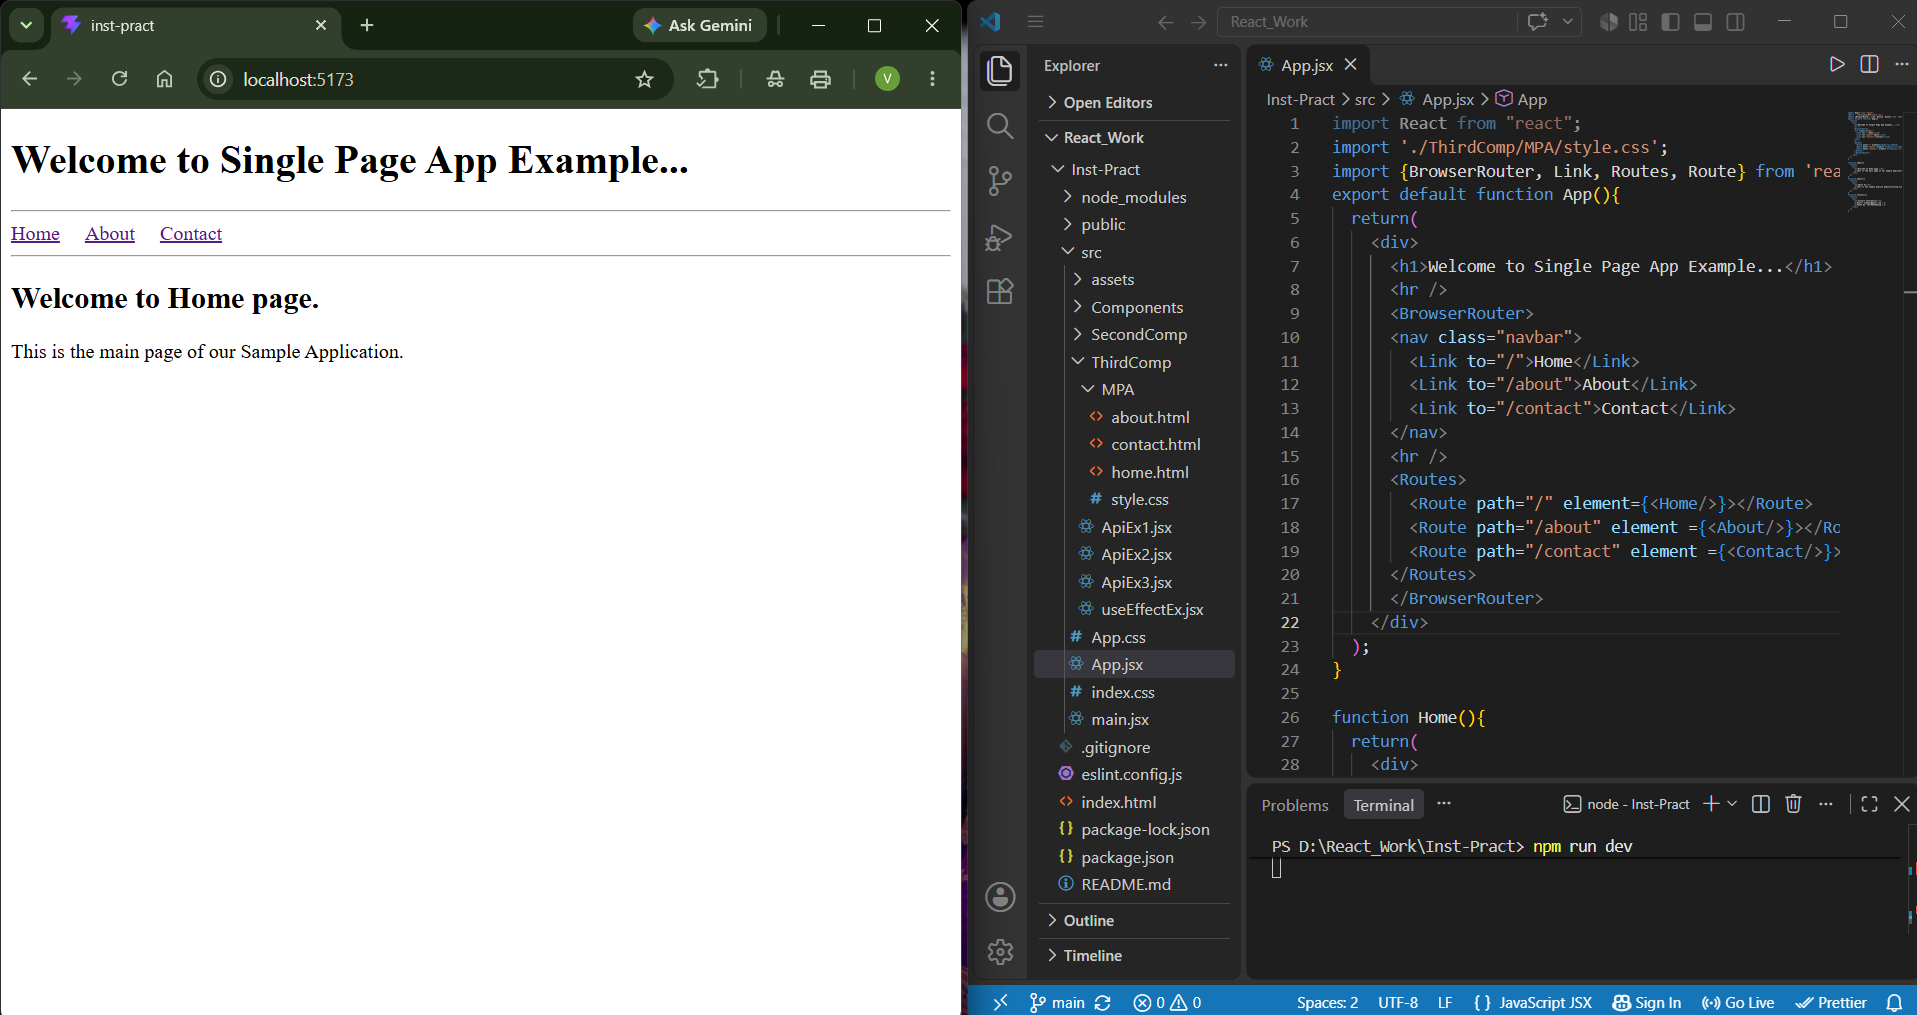 inst-pract
Ask Gemini
localhost:5173
V
Welcome to Single Page App Example...
Home About Contact
Welcome to Home page.
This is the main page of our Sample Application.
React_Work
Explorer
Open Editors
React_Work
Inst-Pract
node_modules
public
src
assets
Components
SecondComp
ThirdComp
MPA
about.html
contact.html
home.html
style.css
ApiEx1.jsx
ApiEx2.jsx
ApiEx3.jsx
useEffectEx.jsx
App.css
App.jsx
index.css
main.jsx
.gitignore
eslint.config.js
index.html
package-lock.json
package.json
README.md
Outline
Timeline
App.jsx
Inst-Pract > src > App.jsx > App
1 import React from "react";
2 import './ThirdComp/MPA/style.css';
3 import {BrowserRouter, Link, Routes, Route} from 'rea
4 export default function App(){
5 return(
6 <div>
7 <h1>Welcome to Single Page App Example...</h1>
8 <hr />
9 <BrowserRouter>
10 <nav class="navbar">
11 <Link to="/">Home</Link>
12 <Link to="/about">About</Link>
13 <Link to="/contact">Contact</Link>
14 </nav>
15 <hr />
16 <Routes>
17 <Route path="/" element={<Home/>}></Route>
18 <Route path="/about" element ={<About/>}></Ro
19 <Route path="/contact" element ={<Contact/>}>
20 </Routes>
21 </BrowserRouter>
22 </div>
23 );
24 }
25
26 function Home(){
27 return(
28 <div>
Problems Terminal node - Inst-Pract
PS D:\React_Work\Inst-Pract> npm run dev
main 0 0 Spaces: 2 UTF-8 LF { } JavaScript JSX Sign In Go Live Prettier